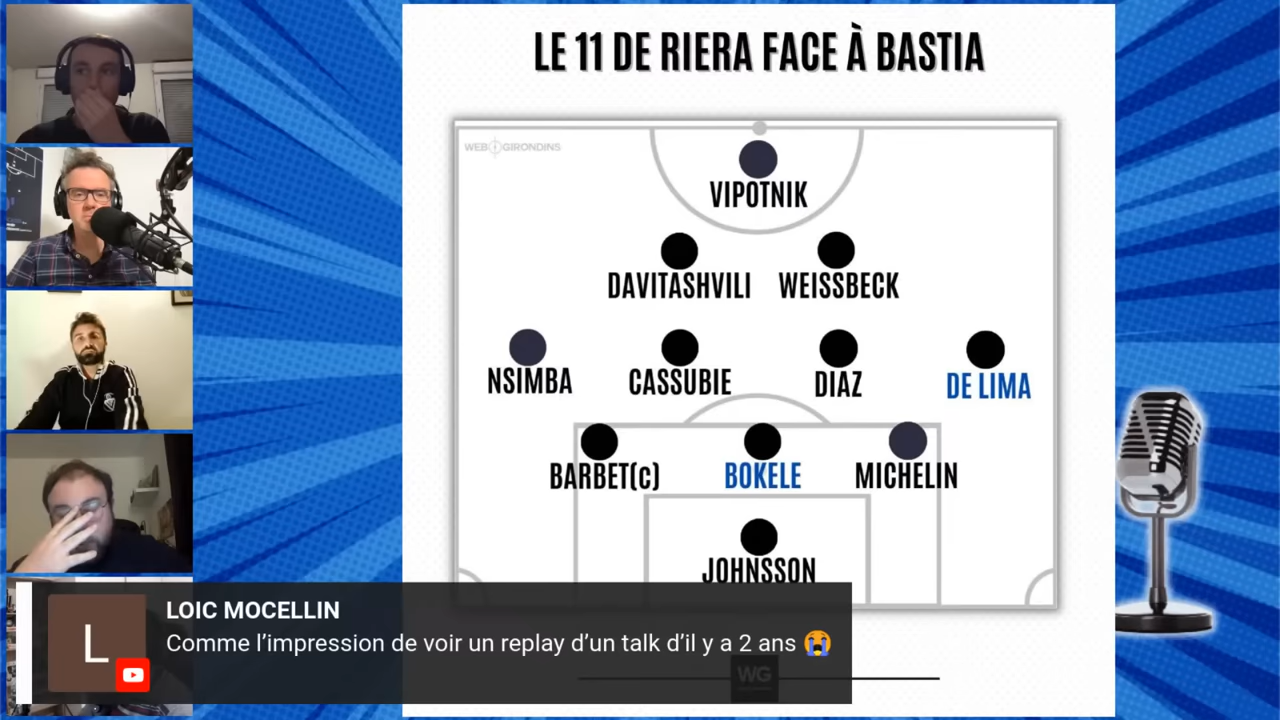 LE 11 DE RIERA FACE À BASTIA
WEB GIRONDINS
VIPOTNIK
DAVITASHVILI WEISSBECK
NSIMBA CASSUBIE DIAZ DE LIMA
BARBET(c) BOKELE MICHELIN
JOHNSSON
L
LOIC MOCELLIN
Comme l’impression de voir un replay d’un talk d’il y a 2 ans 😭
WG